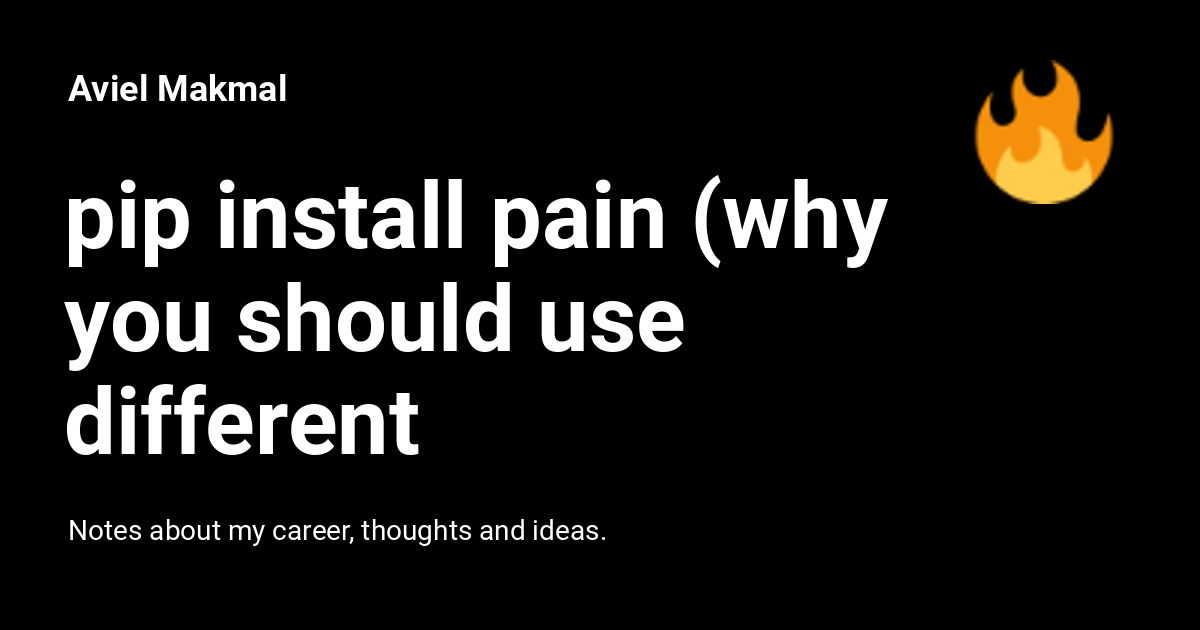 Aviel Makmal
pip install pain (why
you should use
different
Notes about my career, thoughts and ideas.